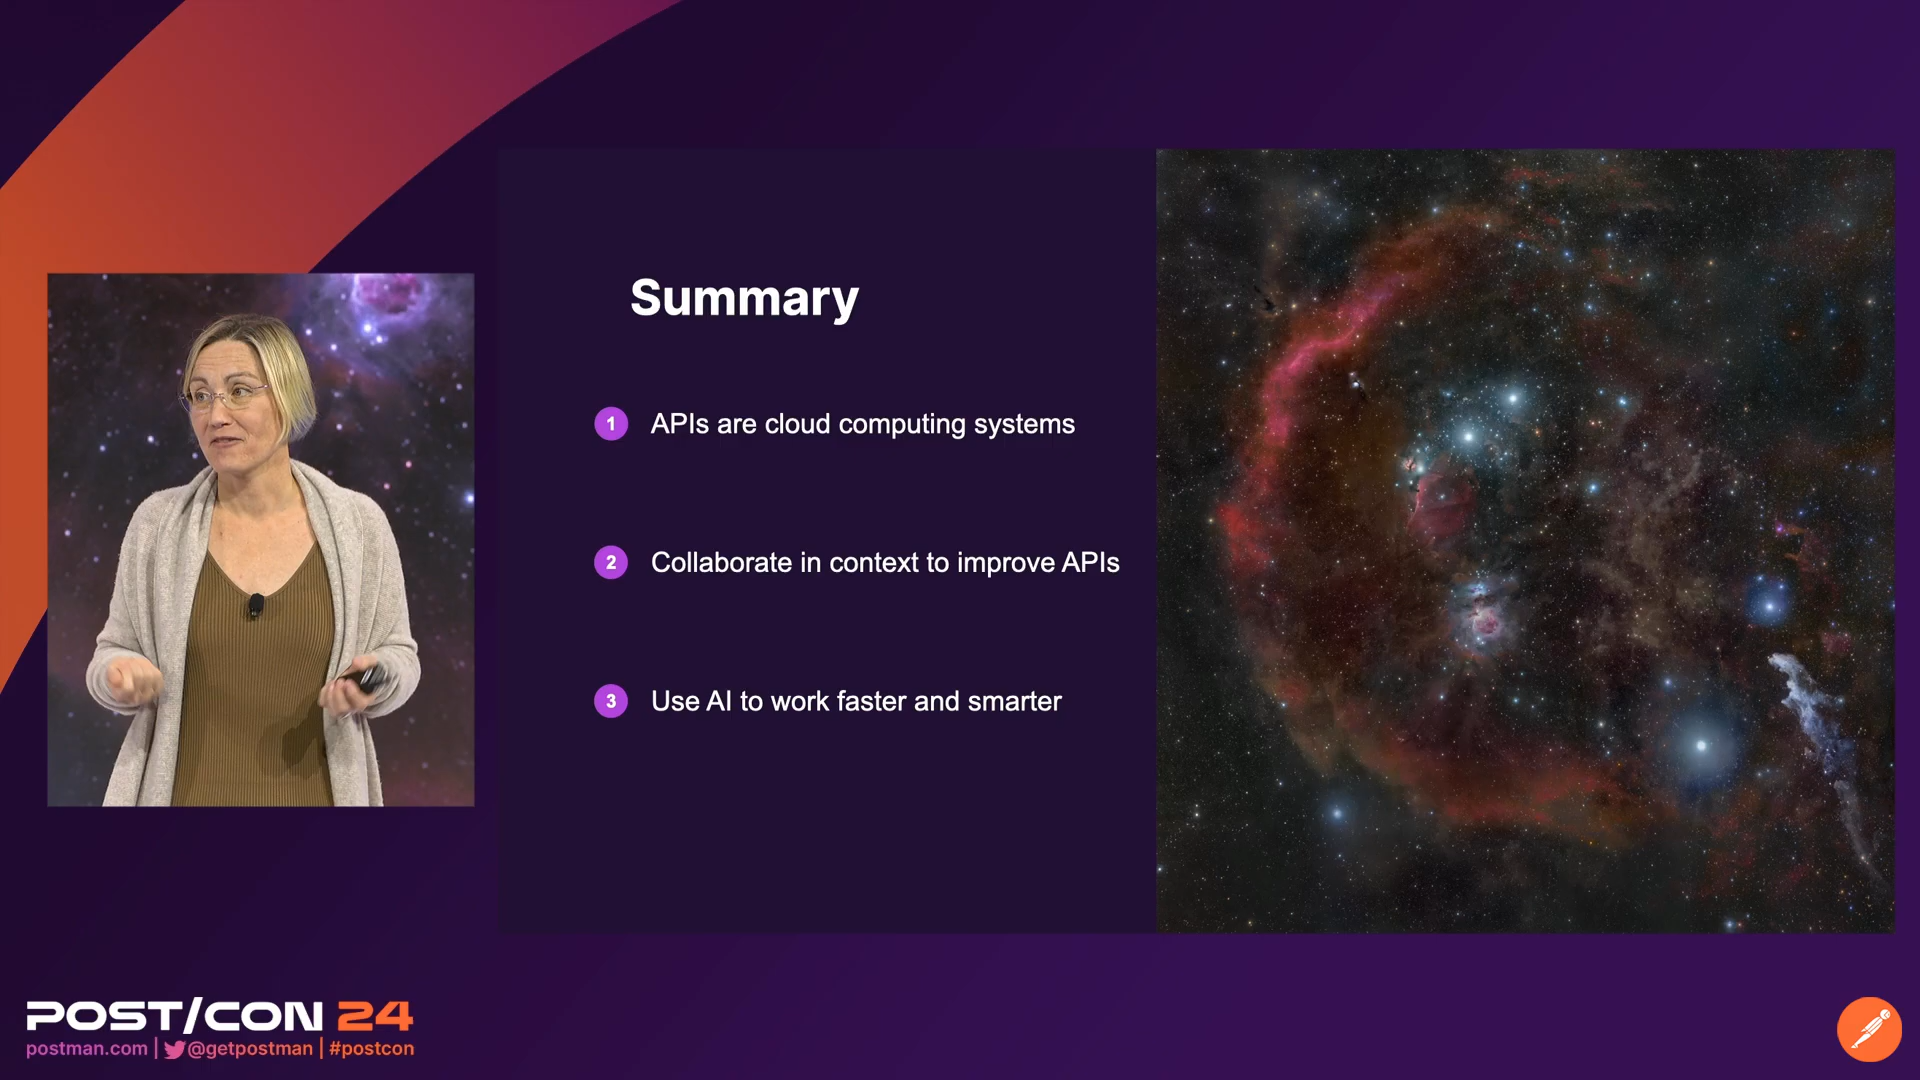 Summary
1 APIs are cloud computing systems
2 Collaborate in context to improve APIs
3 Use AI to work faster and smarter
POST/CON 24
postman.com | @getpostman | #postcon